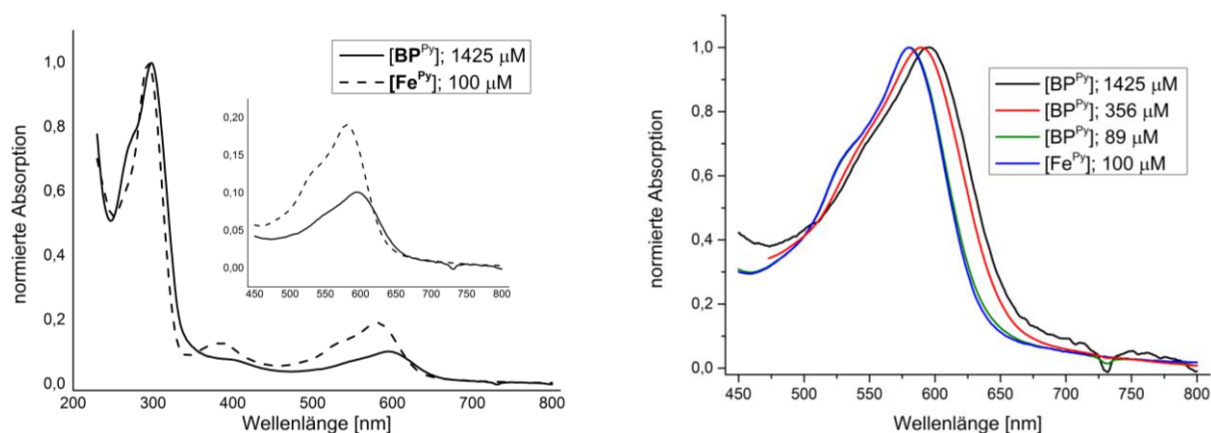 [BP^Py]; 1425 µM
[Fe^Py]; 100 µM
normierte Absorption
1,0
0,8
0,6
0,4
0,2
0,0
0,20
0,15
0,10
0,05
0,00
450 500 550 600 650 700 750 800
200 300 400 500 600 700 800
Wellenlänge [nm]
[BP^Py]; 1425 µM
[BP^Py]; 356 µM
[BP^Py]; 89 µM
[Fe^Py]; 100 µM
normierte Absorption
1,0
0,8
0,6
0,4
0,2
0,0
450 500 550 600 650 700 750 800
Wellenlänge [nm]